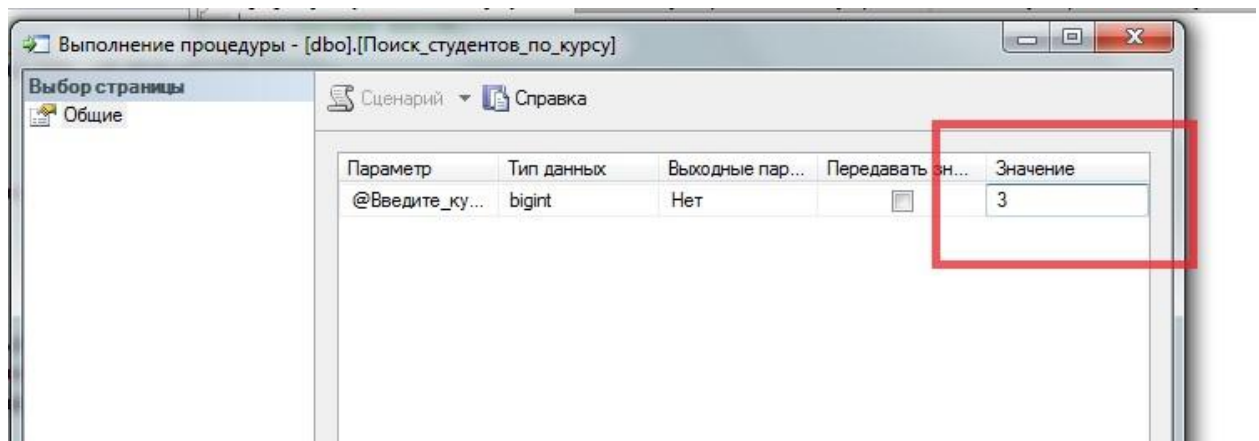 Выполнение процедуры - [dbo].[Поиск_студентов_по_курсу]
Выбор страницы
Общие
Сценарий Справка
Параметр Тип данных Выходные пар... Передавать зн... Значение
@Введите_ку... bigint Нет 3